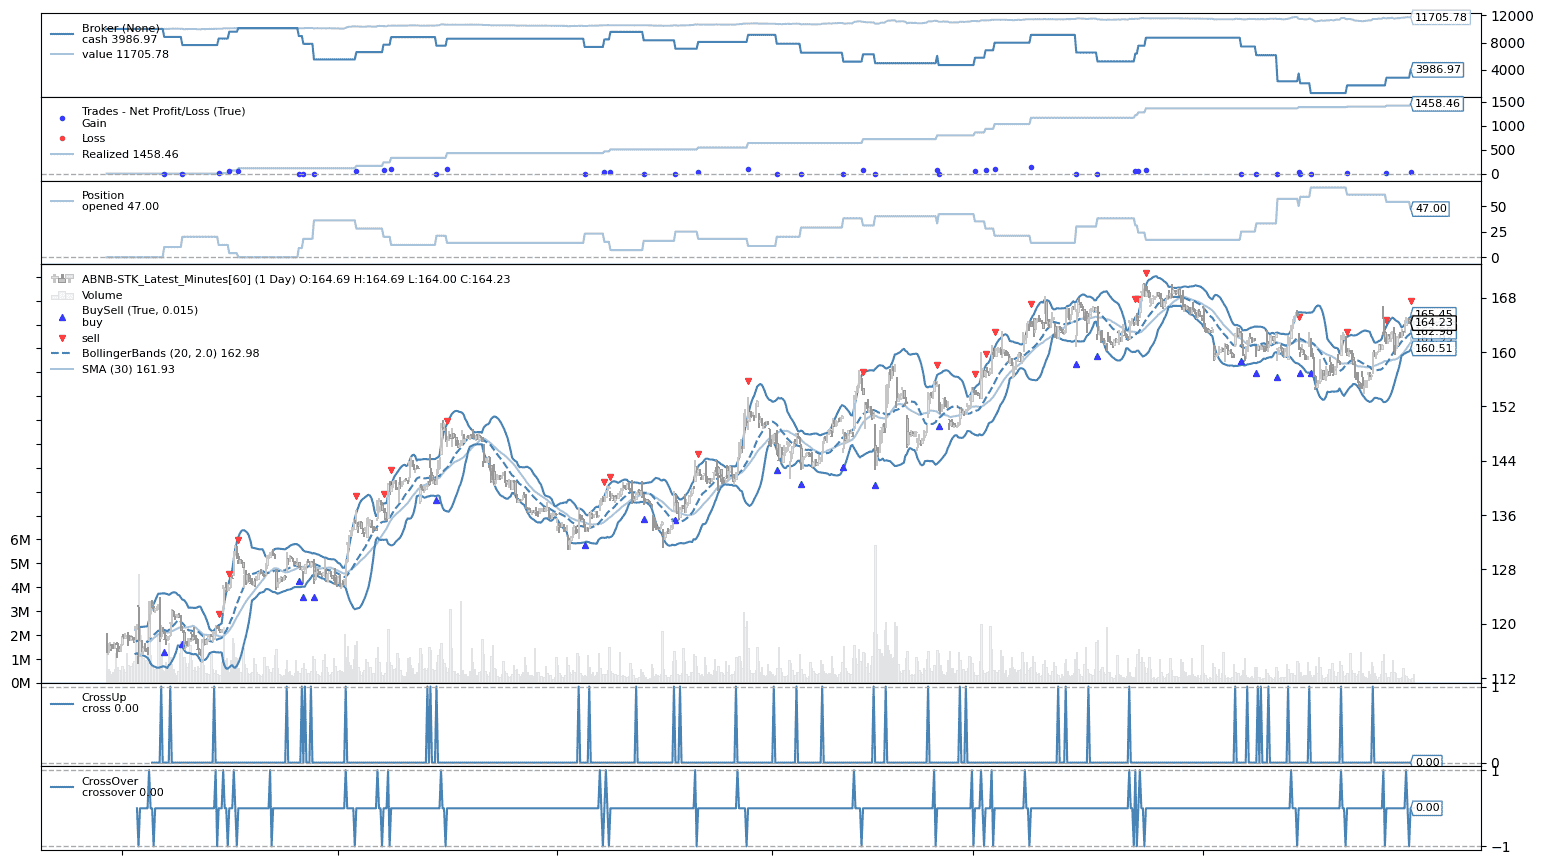 Broker (None)
cash 3986.97
value 11705.78
11705.78
3986.97
12000
8000
4000
Trades - Net Profit/Loss (True)
Gain
Loss
Realized 1458.46
1458.46
1500
1000
500
0
Position
opened 47.00
47.00
50
25
0
ABNB-STK_Latest_Minutes[60] (1 Day) O:164.69 H:164.69 L:164.00 C:164.23
Volume
BuySell (True, 0.015)
buy
sell
BollingerBands (20, 2.0) 162.98
SMA (30) 161.93
165.45
164.23
162.98
160.51
168
160
152
144
136
128
120
112
6M
5M
4M
3M
2M
1M
0M
CrossUp
cross 0.00
0.00
1
0
CrossOver
crossover 0.00
0.00
1
−1